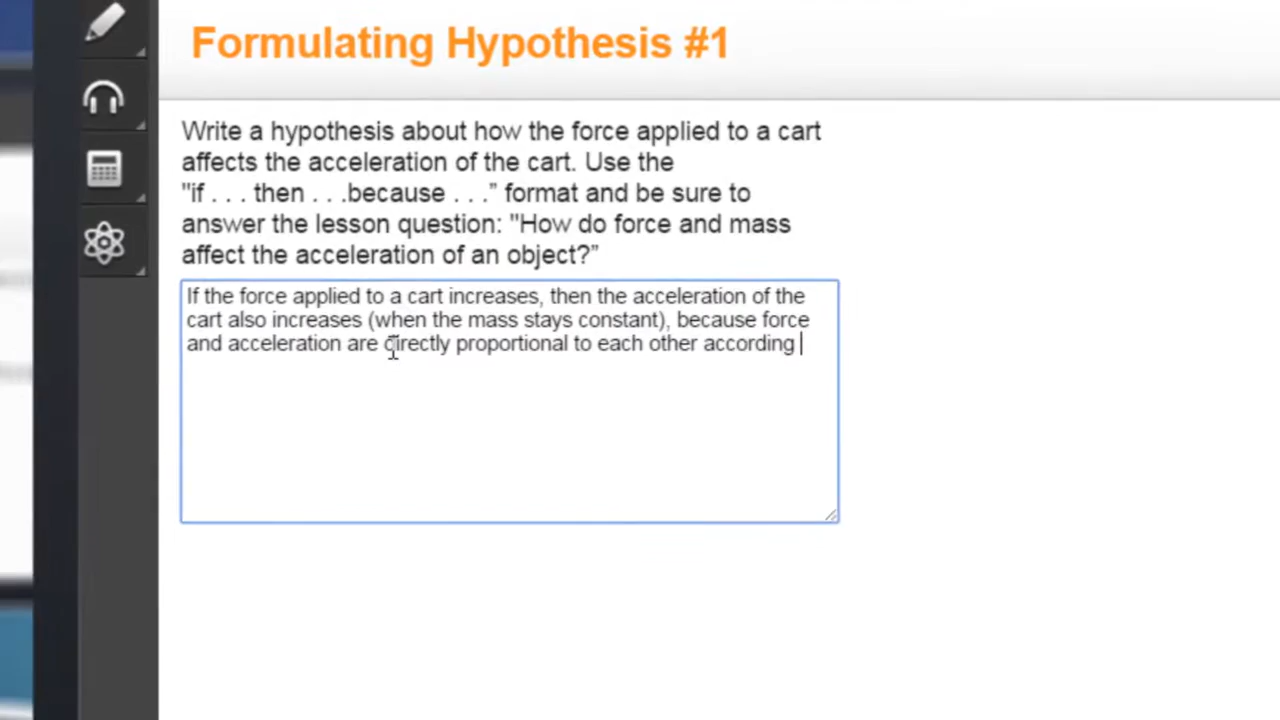 Formulating Hypothesis #1
Write a hypothesis about how the force applied to a cart
affects the acceleration of the cart. Use the
"if . . . then . . .because . . .” format and be sure to
answer the lesson question: "How do force and mass
affect the acceleration of an object?”
If the force applied to a cart increases, then the acceleration of the
cart also increases (when the mass stays constant), because force
and acceleration are directly proportional to each other according